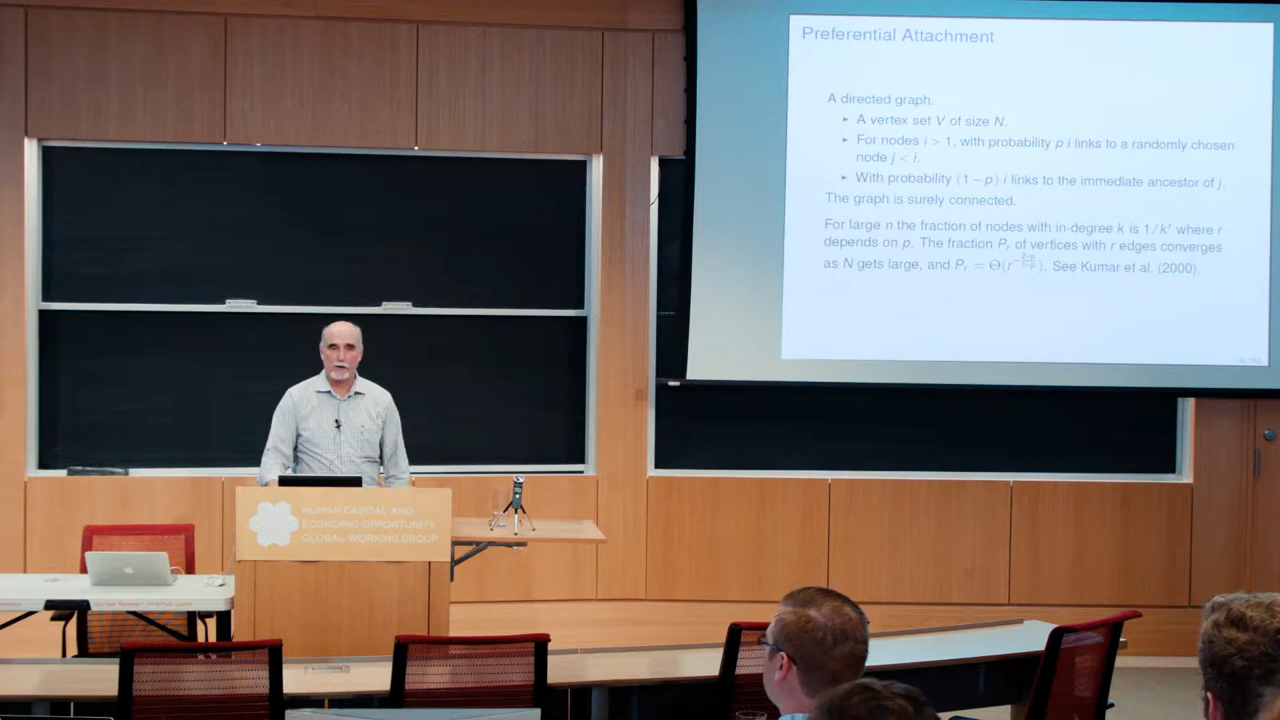 Preferential Attachment
A directed graph.
▸ A vertex set V of size N.
▸ For nodes i > 1, with probability p i links to a randomly chosen
node j < i.
▸ With probability (1 − p) i links to the immediate ancestor of j.
The graph is surely connected.
For large n the fraction of nodes with in-degree k is 1/k^r where r
depends on p. The fraction P_r of vertices with r edges converges
as N gets large, and P_r = Θ(r^{−\frac{2−p}{1−p}}). See Kumar et al. (2000).
HUMAN CAPITAL AND
ECONOMIC OPPORTUNITY
GLOBAL WORKING GROUP